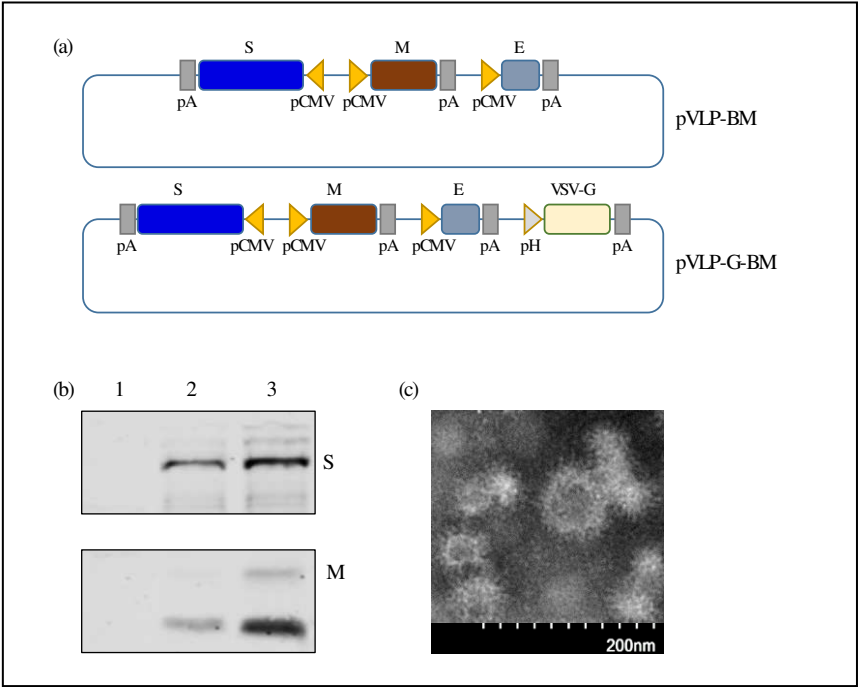 (a)
S M E
pA pCMV pCMV pA pCMV pA
pVLP-BM
S M E VSV-G
pA pCMV pCMV pA pCMV pA pH pA
pVLP-G-BM
(b) 1 2 3
S
M
(c)
200nm